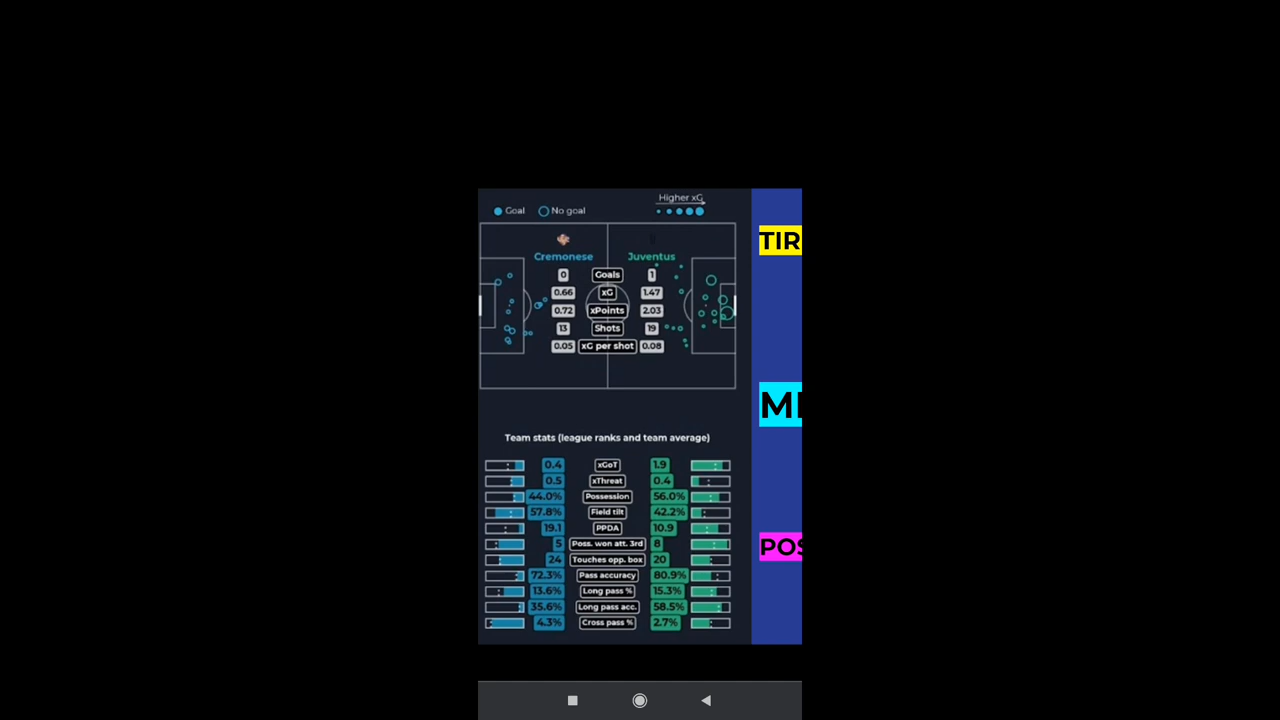 Higher xG
Goal No goal
Cremonese Juventus
0 Goals 1
0.66 xG 1.47
0.72 xPoints 2.03
13 Shots 19
0.05 xG per shot 0.08
Team stats (league ranks and team average)
0.4 xGoT 1.9
0.5 xThreat 0.4
44.0% Possession 56.0%
57.8% Field tilt 42.2%
19.1 PPDA 10.9
5 Poss. won att. 3rd 8
24 Touches opp. box 20
72.3% Pass accuracy 80.9%
13.6% Long pass % 15.3%
35.6% Long pass acc. 58.5%
4.3% Cross pass % 2.7%
TIR
POS